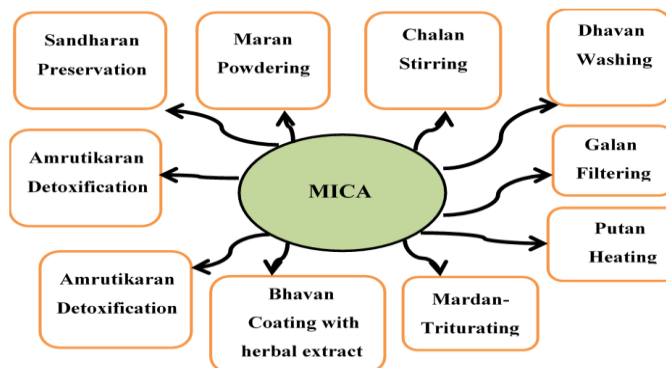 Sandharan
Preservation
Maran
Powdering
Chalan
Stirring
Dhavan
Washing
Amrutikaran
Detoxification
MICA
Galan
Filtering
Putan
Heating
Amrutikaran
Detoxification
Bhavan
Coating with
herbal extract
Mardan-
Triturating